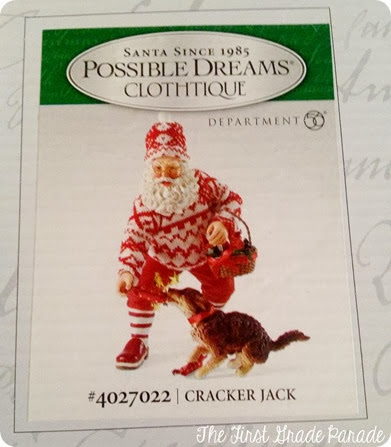 SANTA SINCE 1985
POSSIBLE DREAMS®
CLOTHTIQUE
DEPARTMENT 56®
#4027022 | CRACKER JACK
The First Grade Parade